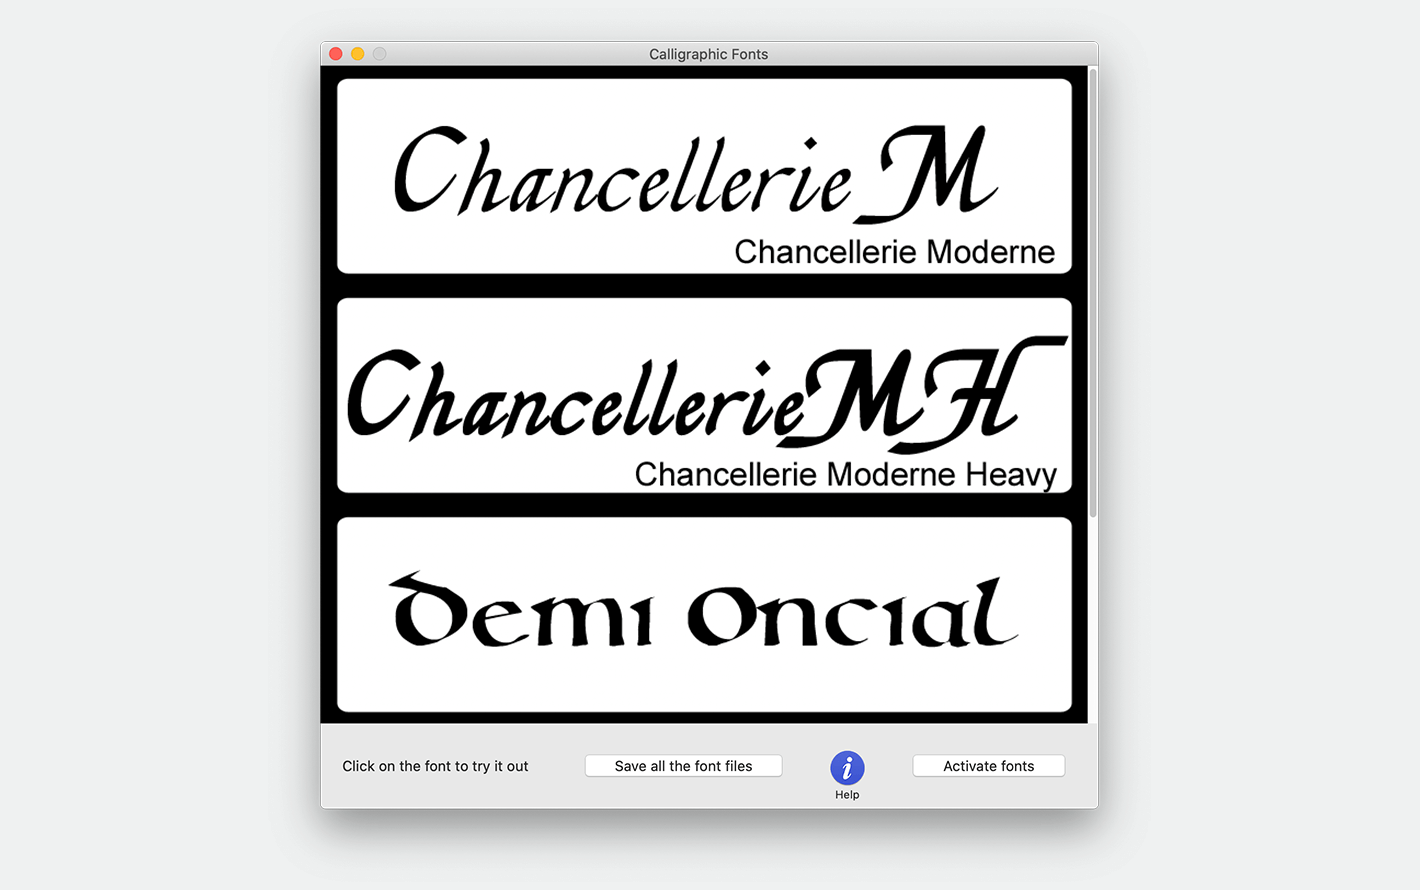 Calligraphic Fonts
Chancellerie M
Chancellerie Moderne
ChancellerieMH
Chancellerie Moderne Heavy
Demi Oncial
Click on the font to try it out
Save all the font files
Help
Activate fonts